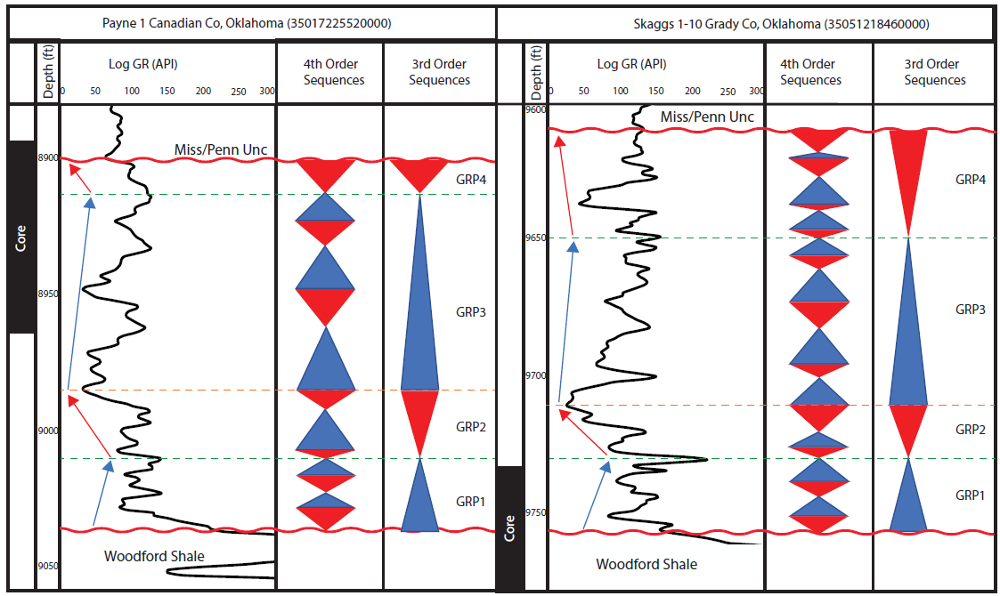 Payne 1 Canadian Co, Oklahoma (35017225520000)
Skaggs 1-10 Grady Co, Oklahoma (35051218460000)
Depth (ft)
Log GR (API)
0 50 100 150 200 250 300
4th Order
Sequences
3rd Order
Sequences
Depth (ft)
Log GR (API)
0 50 100 150 200 250 300
4th Order
Sequences
3rd Order
Sequences
Core
8900
8950
9000
9050
Miss/Penn Unc
Woodford Shale
GRP4
GRP3
GRP2
GRP1
Core
9600
9650
9700
9750
Miss/Penn Unc
Woodford Shale
GRP4
GRP3
GRP2
GRP1